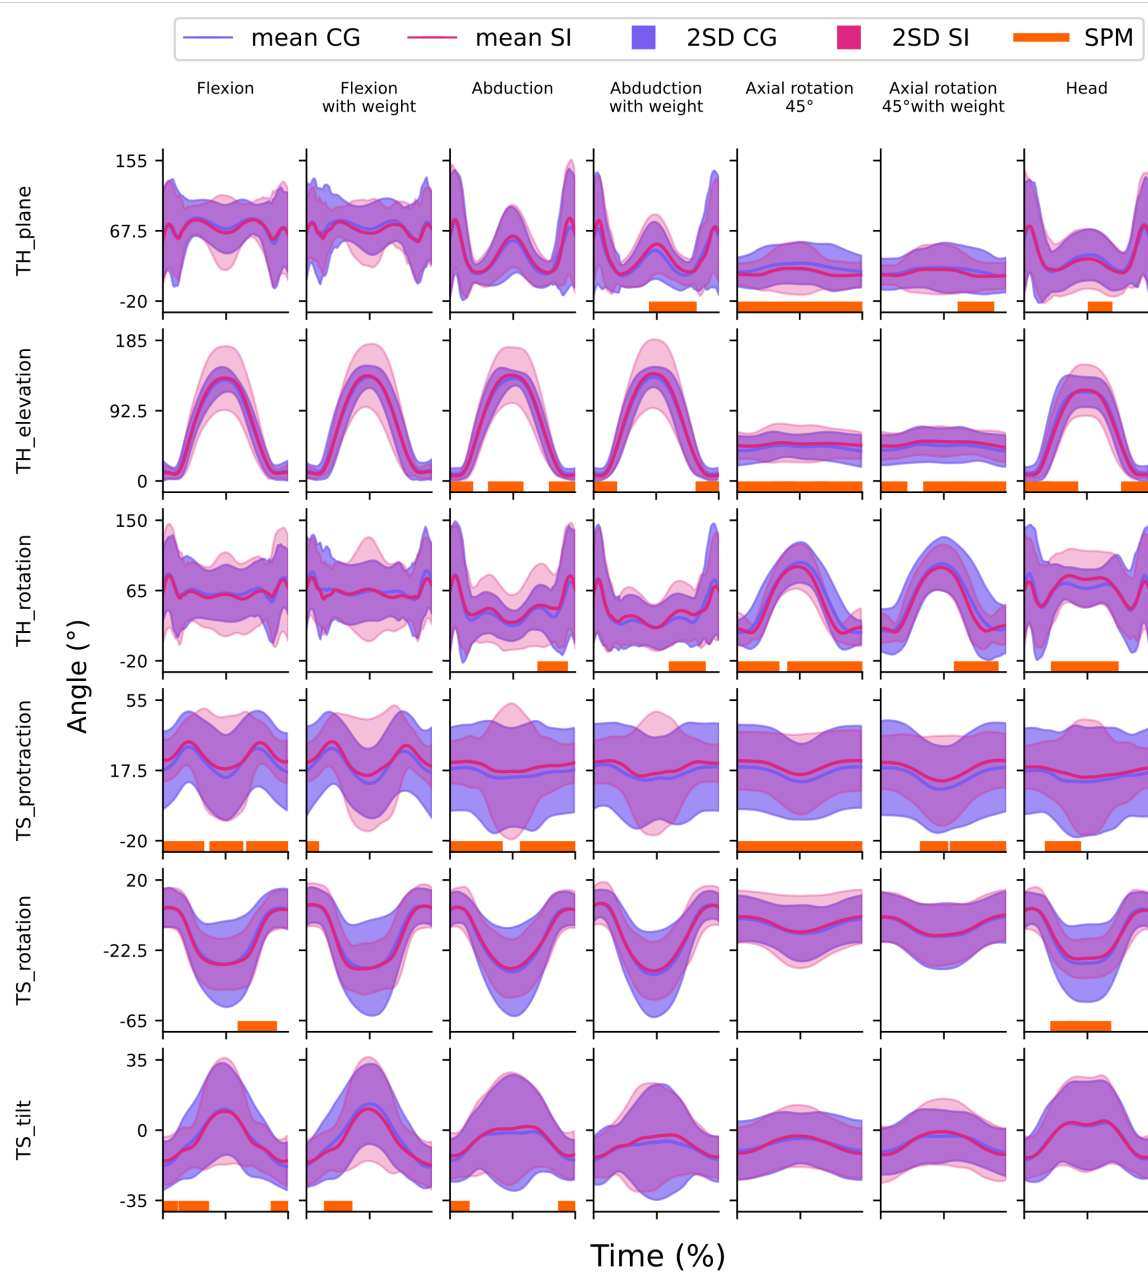 mean CG mean SI 2SD CG 2SD SI SPM
Flexion
Flexion
with weight
Abduction
Abdudction
with weight
Axial rotation
45°
Axial rotation
45°with weight
Head
Angle (°)
TH_plane
155
67.5
-20
TH_elevation
185
92.5
0
TH_rotation
150
65
-20
TS_protraction
55
17.5
-20
TS_rotation
20
-22.5
-65
TS_tilt
35
0
-35
Time (%)